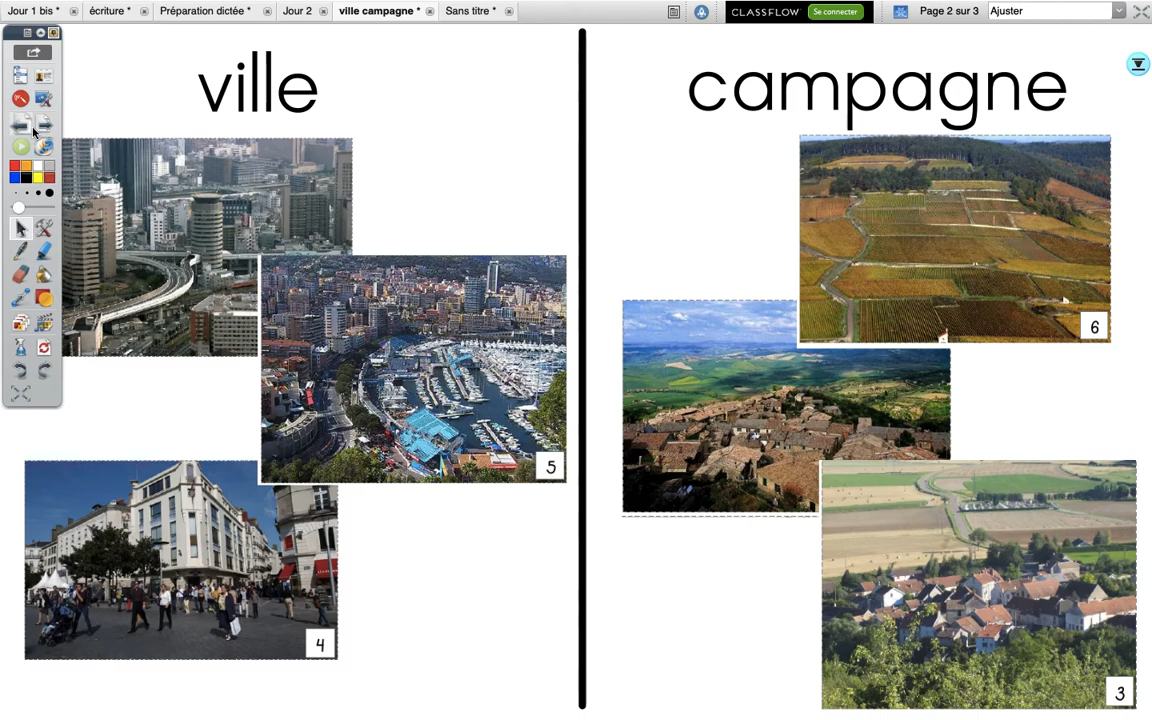 Jour 1 bis * écriture * Préparation dictée * Jour 2 ville campagne * Sans titre *
CLASSFLOW Se connecter Page 2 sur 3 Ajuster
ville
campagne
6
5
4
3